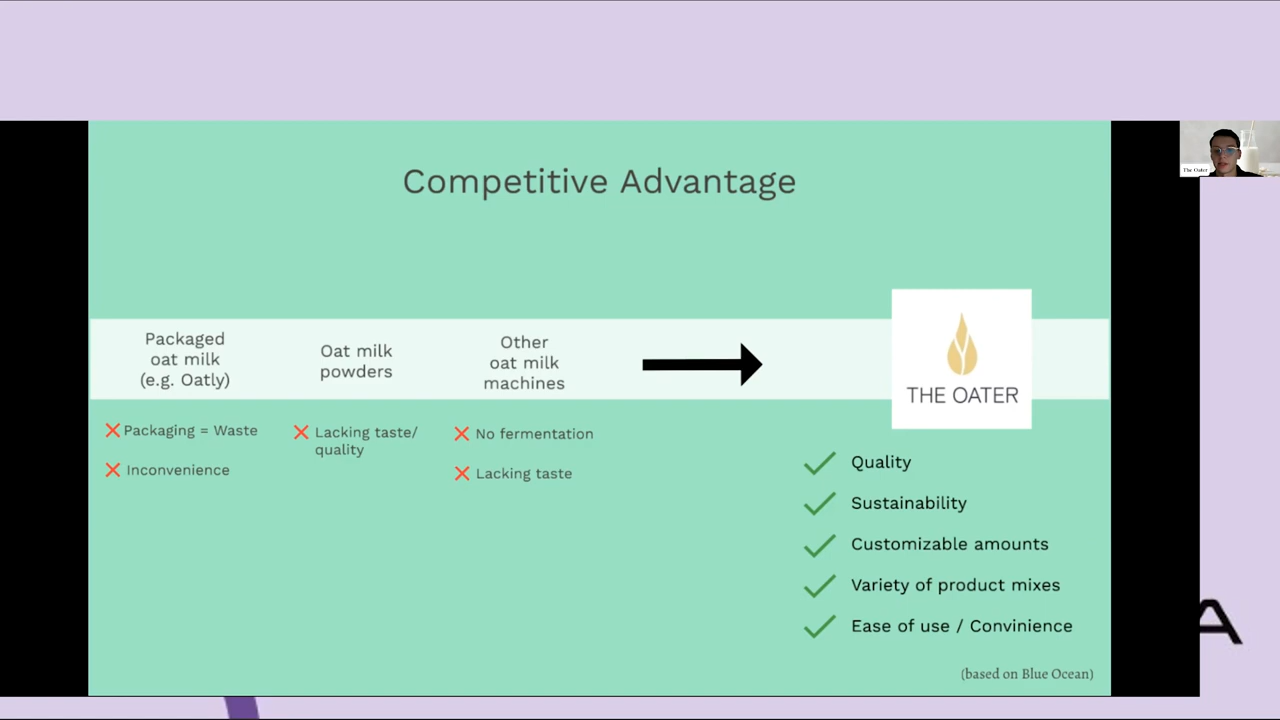 Competitive Advantage
Packaged
oat milk
(e.g. Oatly)
Oat milk
powders
Other
oat milk
machines
THE OATER
Packaging = Waste
Inconvenience
Lacking taste/
quality
No fermentation
Lacking taste
Quality
Sustainability
Customizable amounts
Variety of product mixes
Ease of use / Convinience
(based on Blue Ocean)
The Oater
A